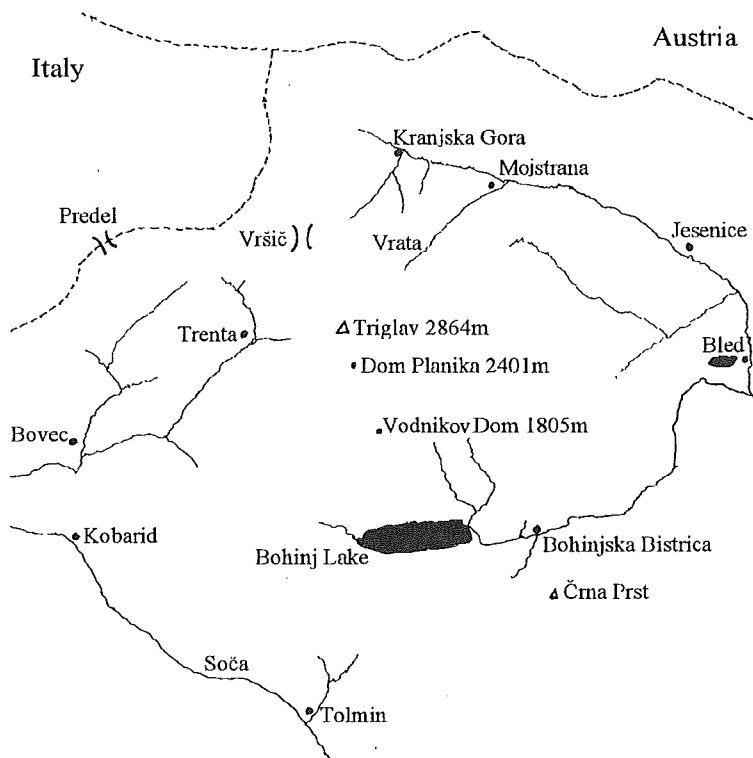 Austria
Italy
Kranjska Gora
Mojstrana
Predel
Vršič
Vrata
Jesenice
Trenta
Triglav 2864m
Bled
Dom Planika 2401m
Vodnikov Dom 1805m
Bovec
Kobarid
Bohinj Lake
Bohinjska Bistrica
Črna Prst
Soča
Tolmin